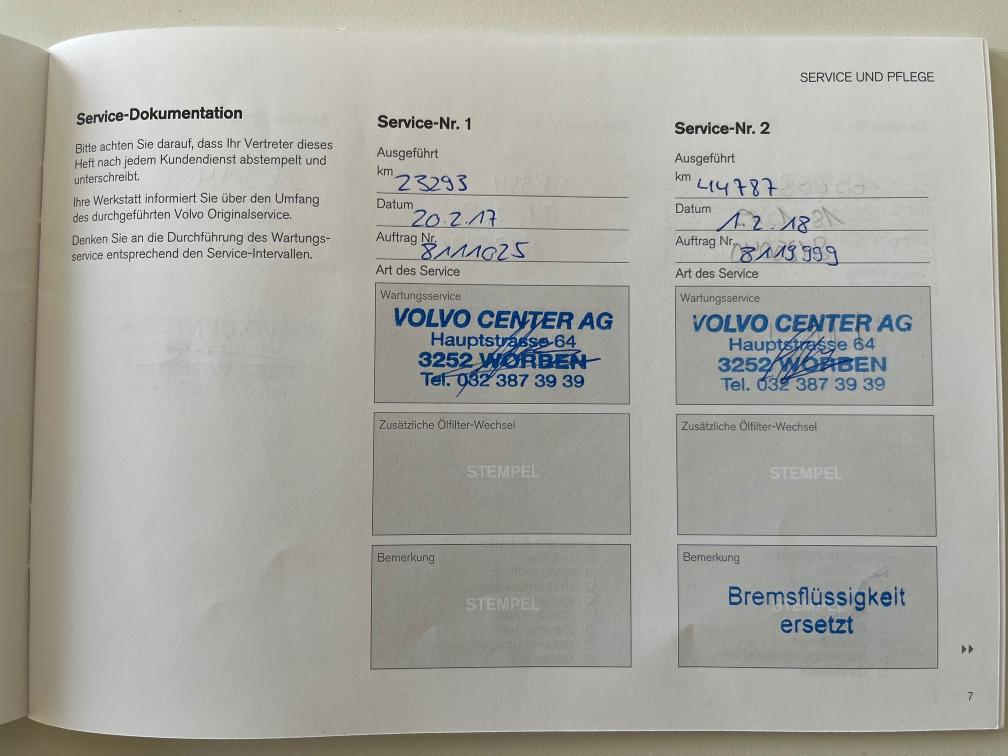 SERVICE UND PFLEGE
Service-Dokumentation
Bitte achten Sie darauf, dass Ihr Vertreter dieses
Heft nach jedem Kundendienst abstempelt und
unterschreibt.
Ihre Werkstatt informiert Sie über den Umfang
des durchgeführten Volvo Originalservice.
Denken Sie an die Durchführung des Wartungs-
service entsprechend den Service-Intervallen.
Service-Nr. 1
Ausgeführt
km 23293
Datum 20.2.17
Auftrag Nr. 8111025
Art des Service
Wartungsservice
VOLVO CENTER AG
Hauptstrasse 64
3252 WORBEN
Tel. 032 387 39 39
Zusätzliche Ölfilter-Wechsel
STEMPEL
Bemerkung
STEMPEL
Service-Nr. 2
Ausgeführt
km 44787
Datum 1.2.18
Auftrag Nr. 8119999
Art des Service
Wartungsservice
VOLVO CENTER AG
Hauptstrasse 64
3252 WORBEN
Tel. 032 387 39 39
Zusätzliche Ölfilter-Wechsel
STEMPEL
Bemerkung
Bremsflüssigkeit
ersetzt
7